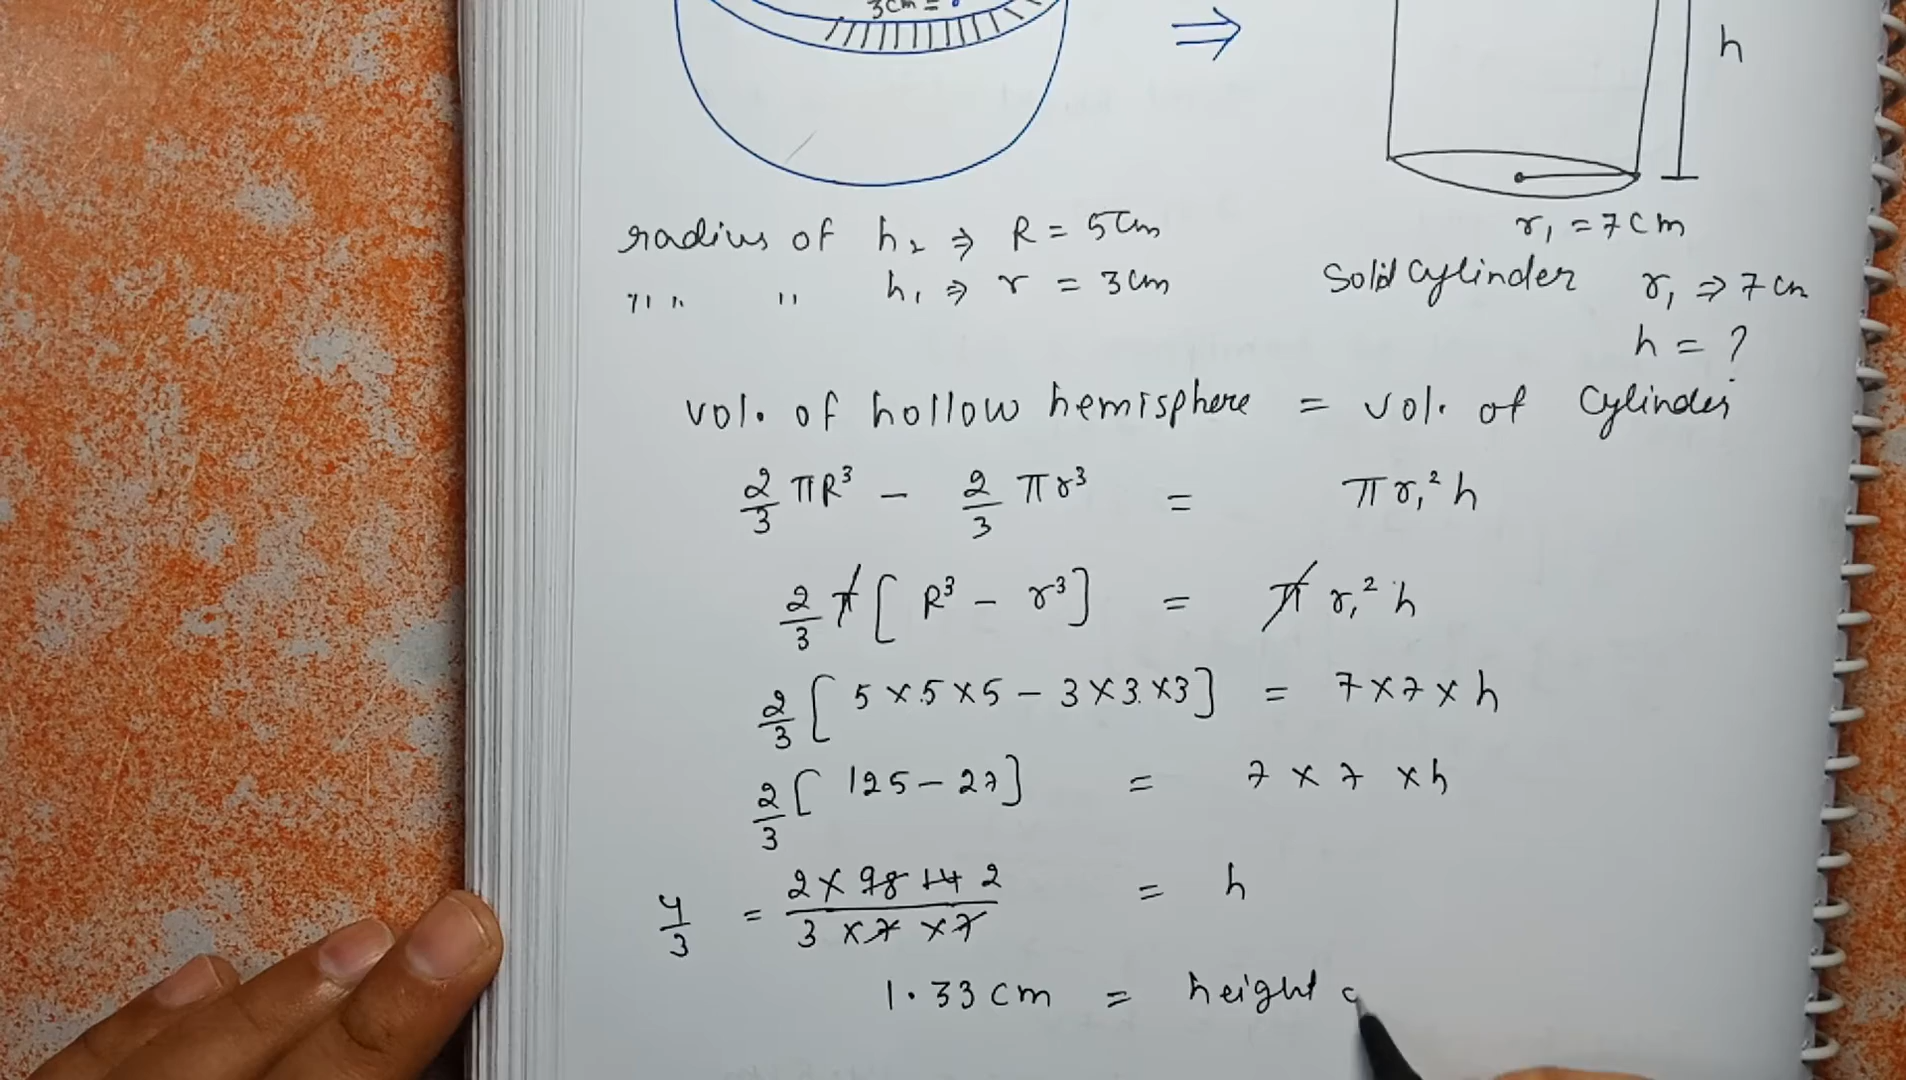 3cm =
h
r₁ = 7cm
radius of h₂ ⇒ R = 5cm
〃 〃 〃 h₁ ⇒ r = 3cm
Solid Cylinder r₁ ⇒ 7cm
h = ?
vol. of hollow hemisphere = vol. of Cylinder
2/3 πR³ - 2/3 πr³ = πr₁²h
2/3 π [ R³ - r³ ] = π r₁² h
2/3 [ 5×5×5 - 3×3×3 ] = 7×7×h
2/3 [ 125 - 27 ] = 7 × 7 × h
4/3 = 2 × 98 14 2 / 3 × 7 × 7 = h
1.33 cm = height